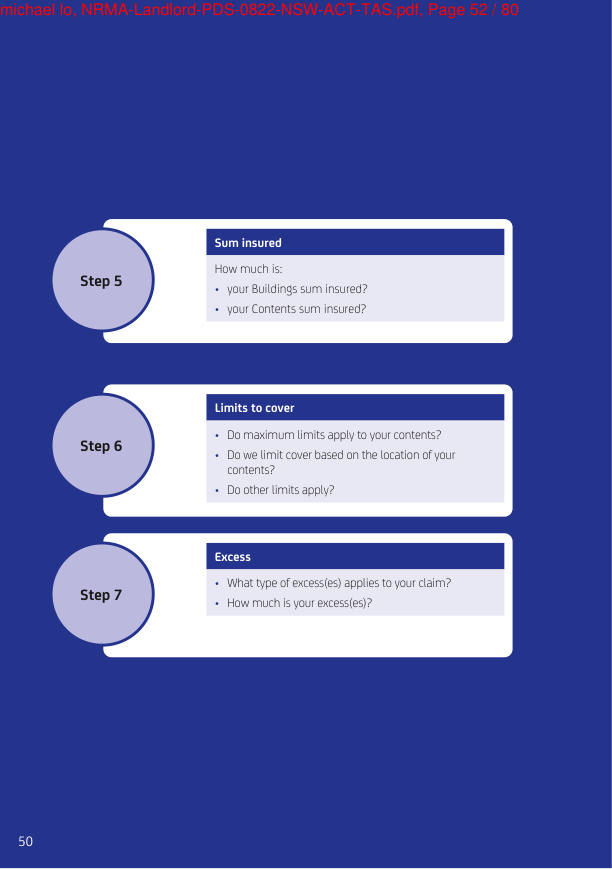 michael lo, NRMA-Landlord-PDS-0822-NSW-ACT-TAS.pdf, Page 52 / 80
Step 5
Sum insured
How much is:
• your Buildings sum insured?
• your Contents sum insured?
Step 6
Limits to cover
• Do maximum limits apply to your contents?
• Do we limit cover based on the location of your
contents?
• Do other limits apply?
Step 7
Excess
• What type of excess(es) applies to your claim?
• How much is your excess(es)?
50